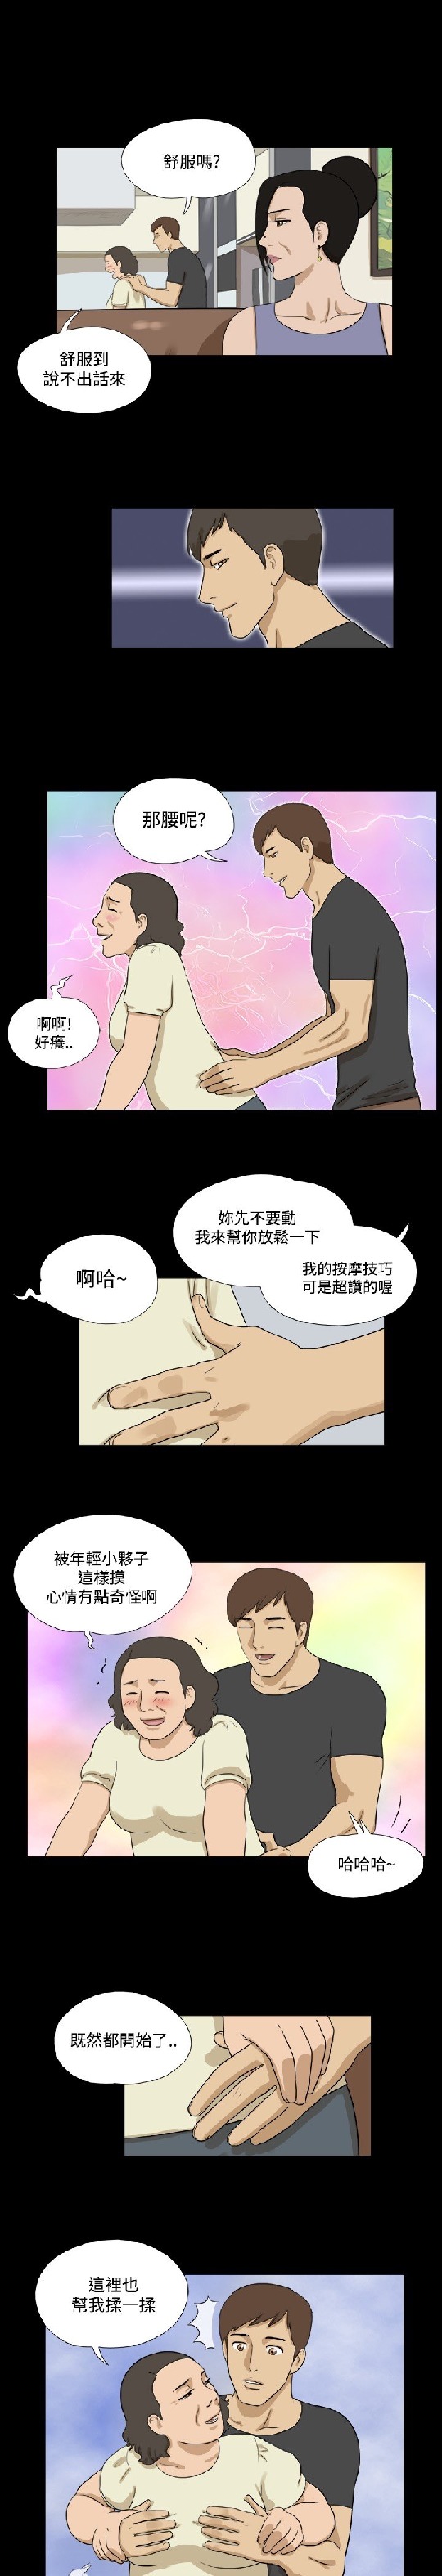 舒服嗎?
舒服到
說不出話來
那腰呢?
啊啊!
好癢..
妳先不要動
我來幫你放鬆一下
我的按摩技巧
可是超讚的喔
啊哈~
被年輕小夥子
這樣摸
心情有點奇怪啊
哈哈哈~
既然都開始了..
這裡也
幫我揉一揉